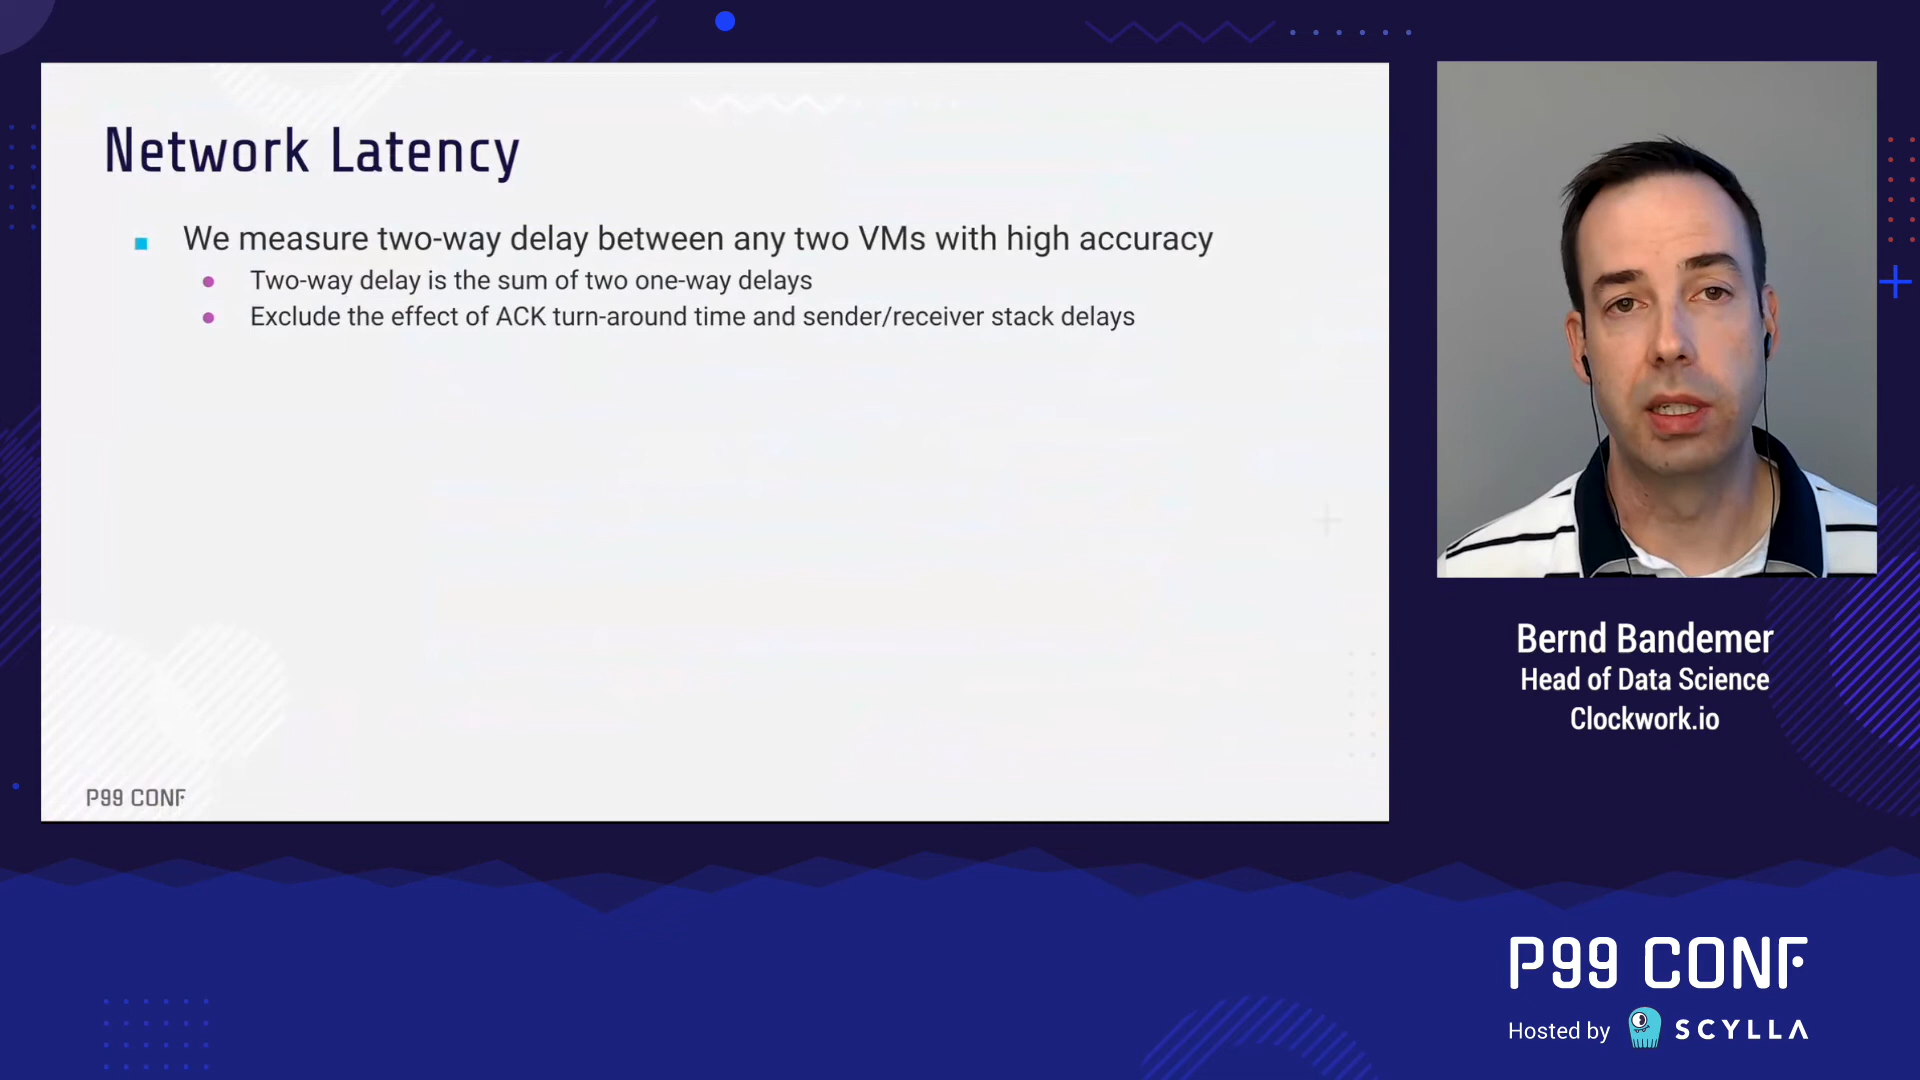 Network Latency
We measure two-way delay between any two VMs with high accuracy
Two-way delay is the sum of two one-way delays
Exclude the effect of ACK turn-around time and sender/receiver stack delays
P99 CONF
Bernd Bandemer
Head of Data Science
Clockwork.io
P99 CONF
Hosted by SCYLLA